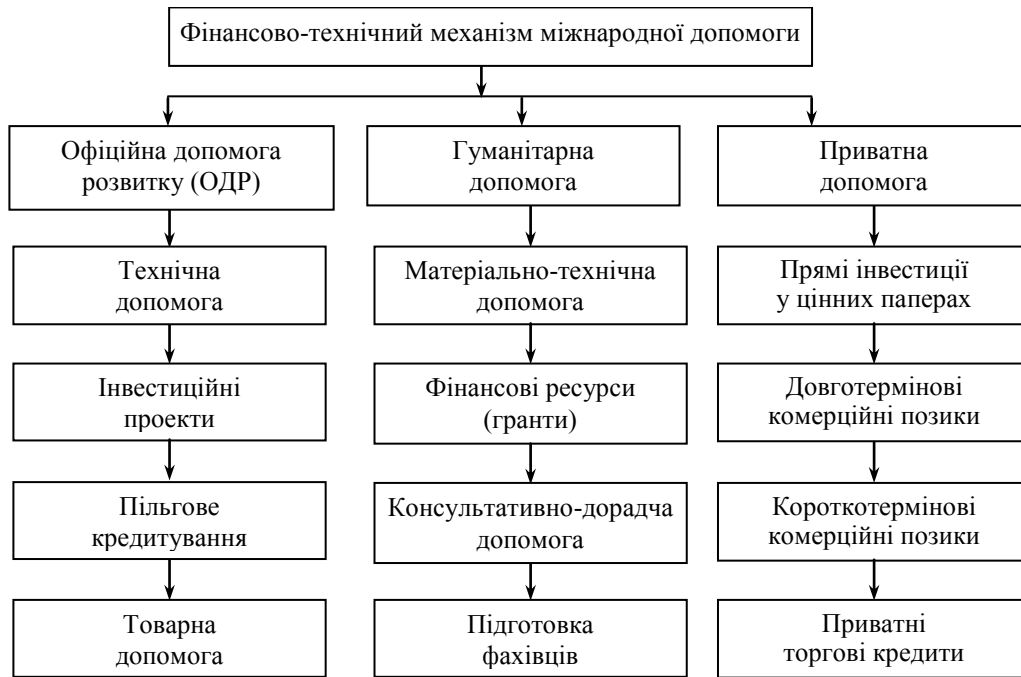 Фінансово-технічний механізм міжнародної допомоги
Офіційна допомога
розвитку (ОДР)
Гуманітарна
допомога
Приватна
допомога
Технічна
допомога
Матеріально-технічна
допомога
Прямі інвестиції
у цінних паперах
Інвестиційні
проекти
Фінансові ресурси
(гранти)
Довготермінові
комерційні позики
Пільгове
кредитування
Консультативно-дорадча
допомога
Короткотермінові
комерційні позики
Товарна
допомога
Підготовка
фахівців
Приватні
торгові кредити